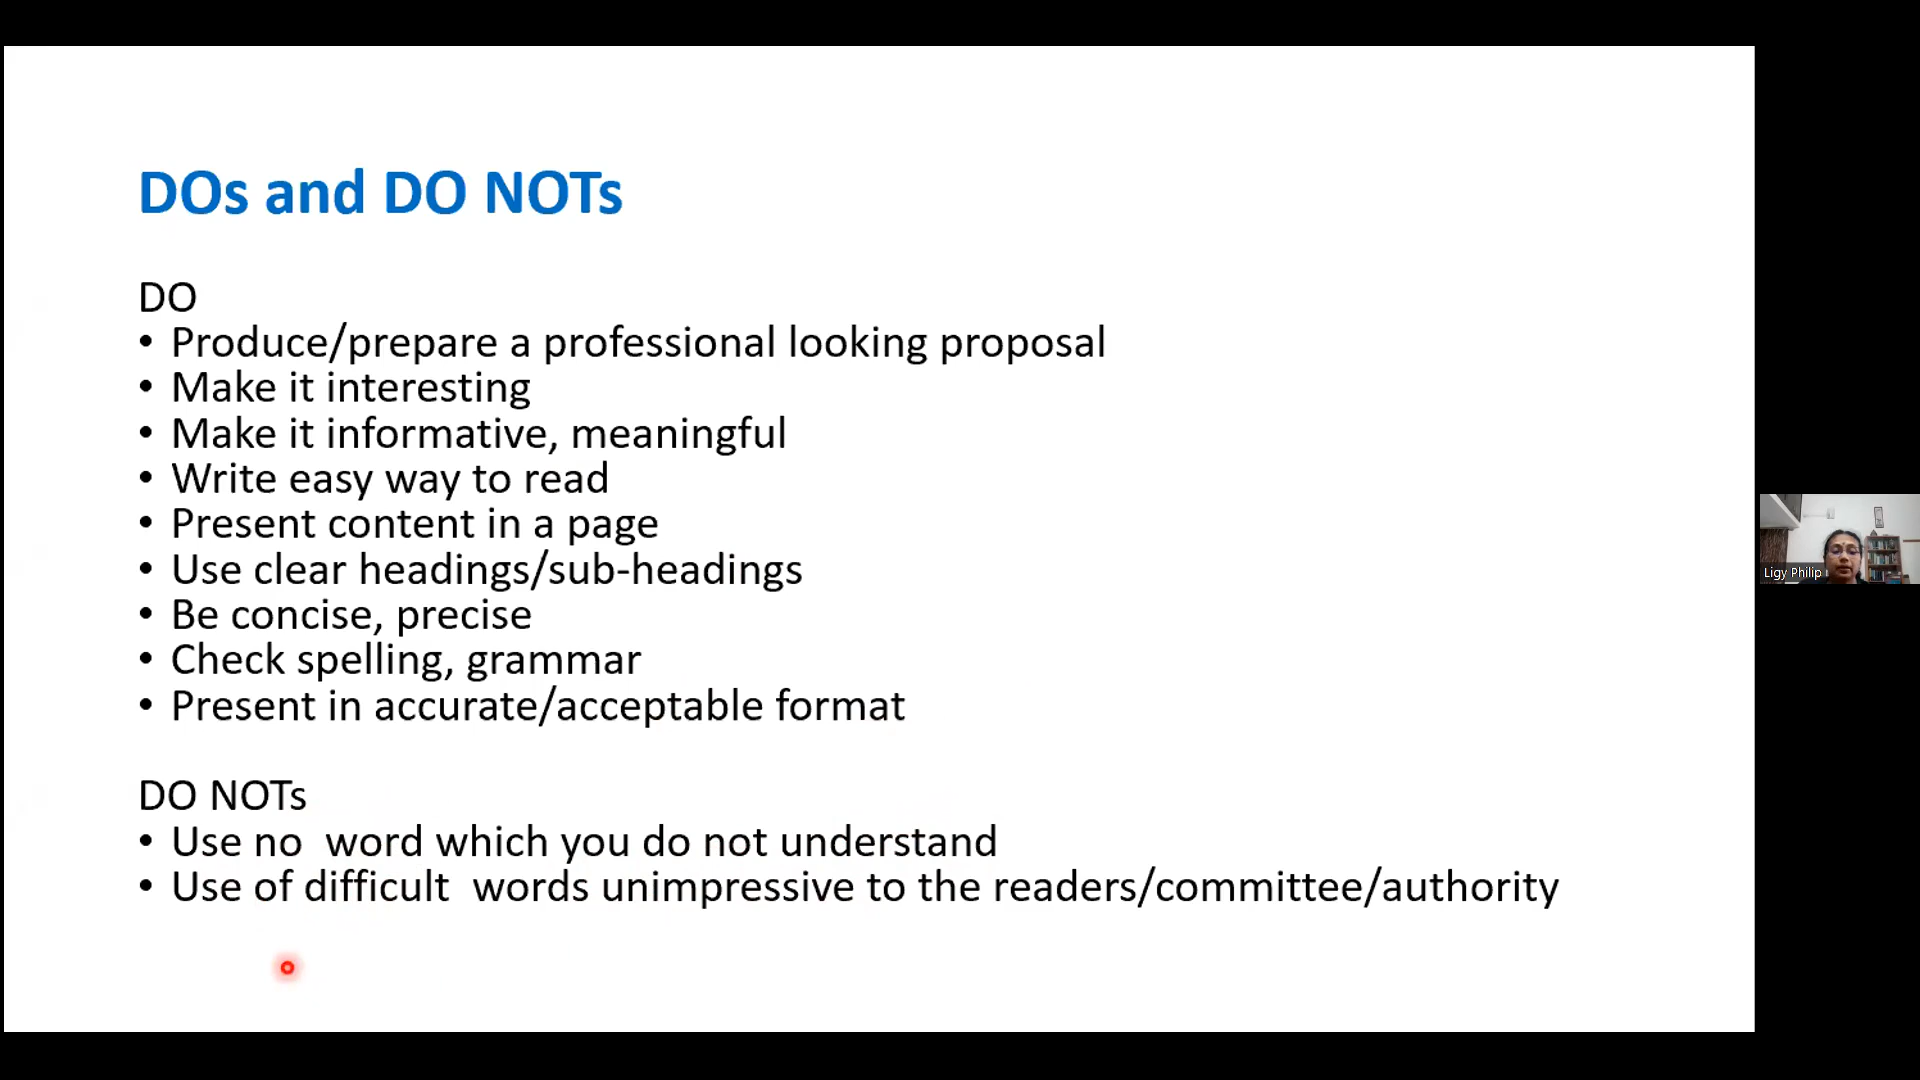 DOs and DO NOTs
DO
• Produce/prepare a professional looking proposal
• Make it interesting
• Make it informative, meaningful
• Write easy way to read
• Present content in a page
• Use clear headings/sub-headings
• Be concise, precise
• Check spelling, grammar
• Present in accurate/acceptable format
DO NOTs
• Use no  word which you do not understand
• Use of difficult  words unimpressive to the readers/committee/authority
Ligy Philip